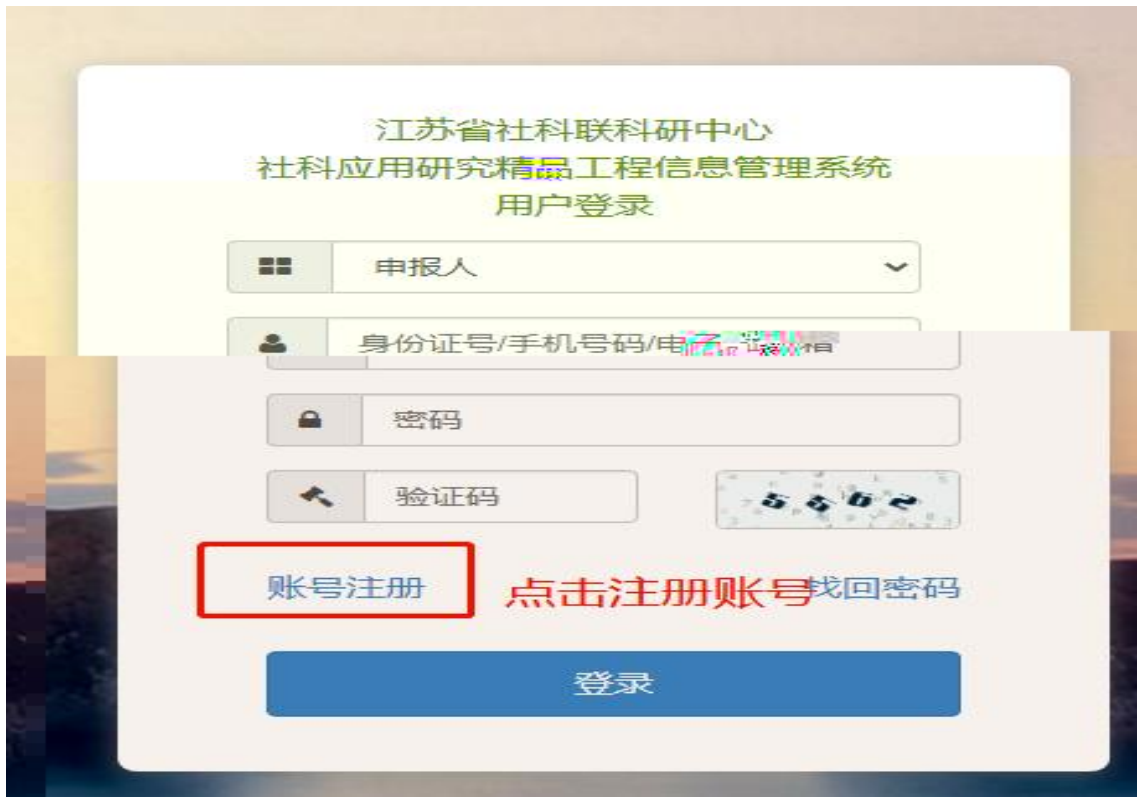 江苏省社科联科研中心
社科应用研究精品工程信息管理系统
用户登录
申报人
身份证号/手机号码/电子
密码
验证码
5562
账号注册
点击注册账号
找回密码
登录